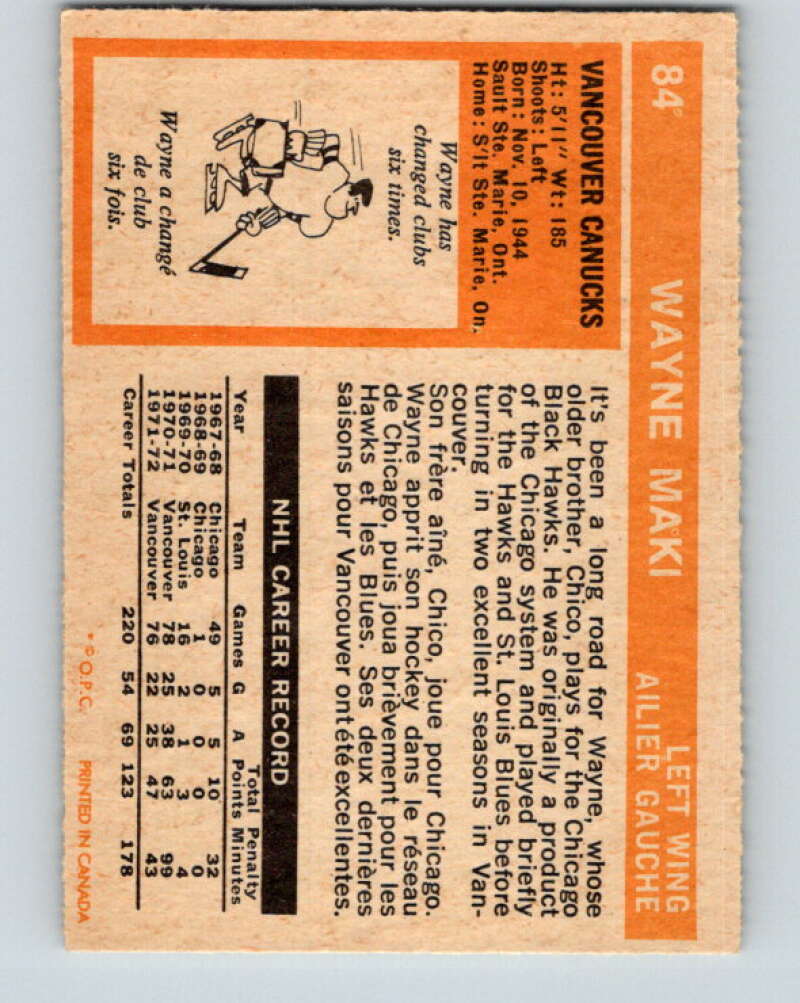 84
WAYNE MAKI
LEFT WING
AILIER GAUCHE
VANCOUVER CANUCKS
Ht: 5'11" Wt: 185
Shoots: Left
Born: Nov. 10, 1944
Sault Ste. Marie, Ont.
Home: S'lt Ste. Marie, On.
Wayne has
changed clubs
six times.
Wayne a changé
de club
six fois.
It's been a long road for Wayne, whose
older brother, Chico, plays for the Chicago
Black Hawks. He was originally a product
of the Chicago system and played briefly
for the Hawks and St. Louis Blues before
turning in two excellent seasons in Van-
couver.
Son frère aîné, Chico, joue pour Chicago.
Wayne apprit son hockey dans le réseau
de Chicago, puis joua brièvement pour les
Hawks et les Blues. Ses deux dernières
saisons pour Vancouver ont été excellentes.
NHL CAREER RECORD
Total Penalty
Year Team Games G A Points Minutes
1967-68 Chicago 49 5 5 10 32
1968-69 Chicago 1 0 0 0 0
1969-70 St. Louis 16 2 1 3 4
1970-71 Vancouver 78 25 38 63 99
1971-72 Vancouver 76 22 25 47 43
Career Totals 220 54 69 123 178
* © O.P.C. PRINTED IN CANADA